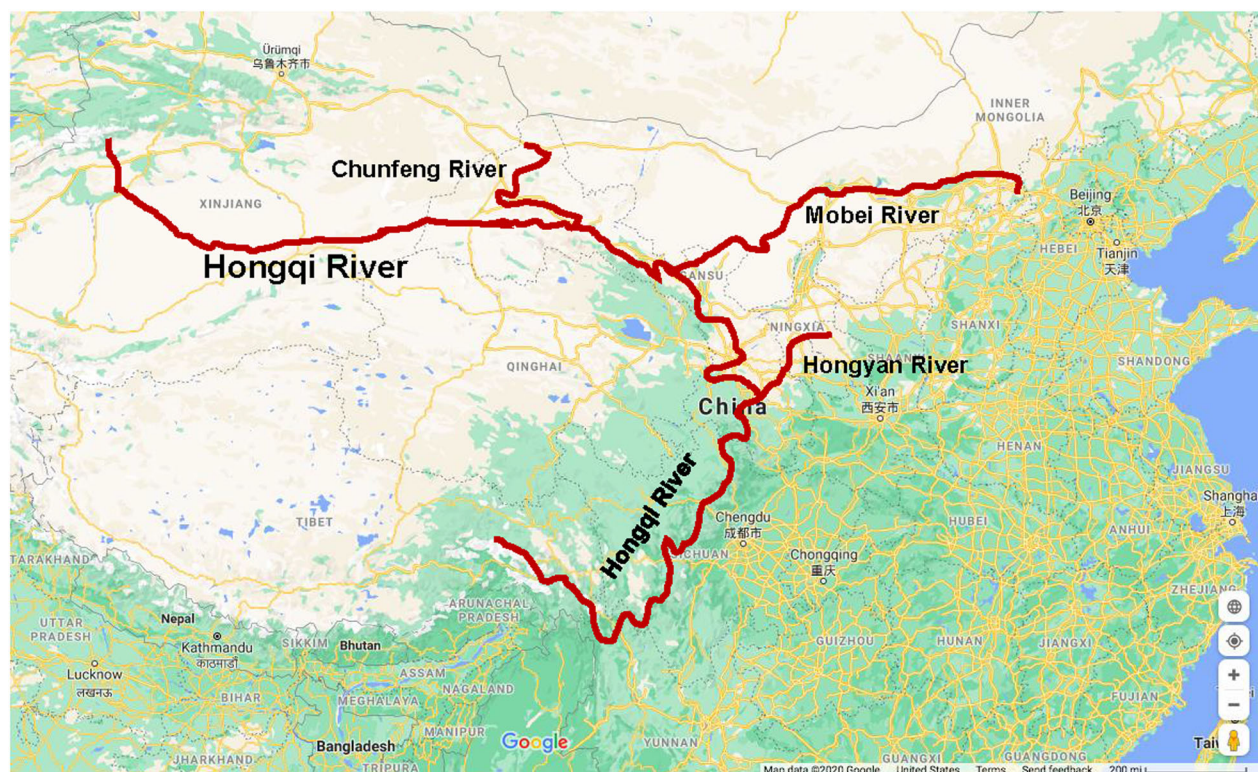 Ürümqi
乌鲁木齐市
INNER
MONGOLIA
Chunfeng River
Beijing
北京
XINJIANG
Mobei River
HEBEI
Tianjin
天津
Hongqi River
GANSU
NINGXIA
SHANXI
QINGHAI
SHAANXI
SHANDONG
Hongyan River
Xi'an
西安市
China
HENAN
JIANGSU
Hongqi River
Shanghai
上海
TIBET
Chengdu
成都市
HUBEI
ANHUI
SICHUAN
Chongqing
重庆
UTTARAKHAND
ZHEJIANG
ARUNACHAL
PRADESH
Nepal
UTTAR
PRADESH
Kathmandu
काठमाडौं
SIKKIM
Bhutan
GUIZHOU
HUNAN
JIANGXI
Lucknow
लखनऊ
ASSAM
NAGALAND
BIHAR
MEGHALAYA
FUJIAN
MANIPUR
Google
Bangladesh
YUNNAN
Tai
JHARKHAND
TRIPURA
GUANGXI
GUANGDONG
Map data ©2020 Google United States Terms Send feedback 200 mi